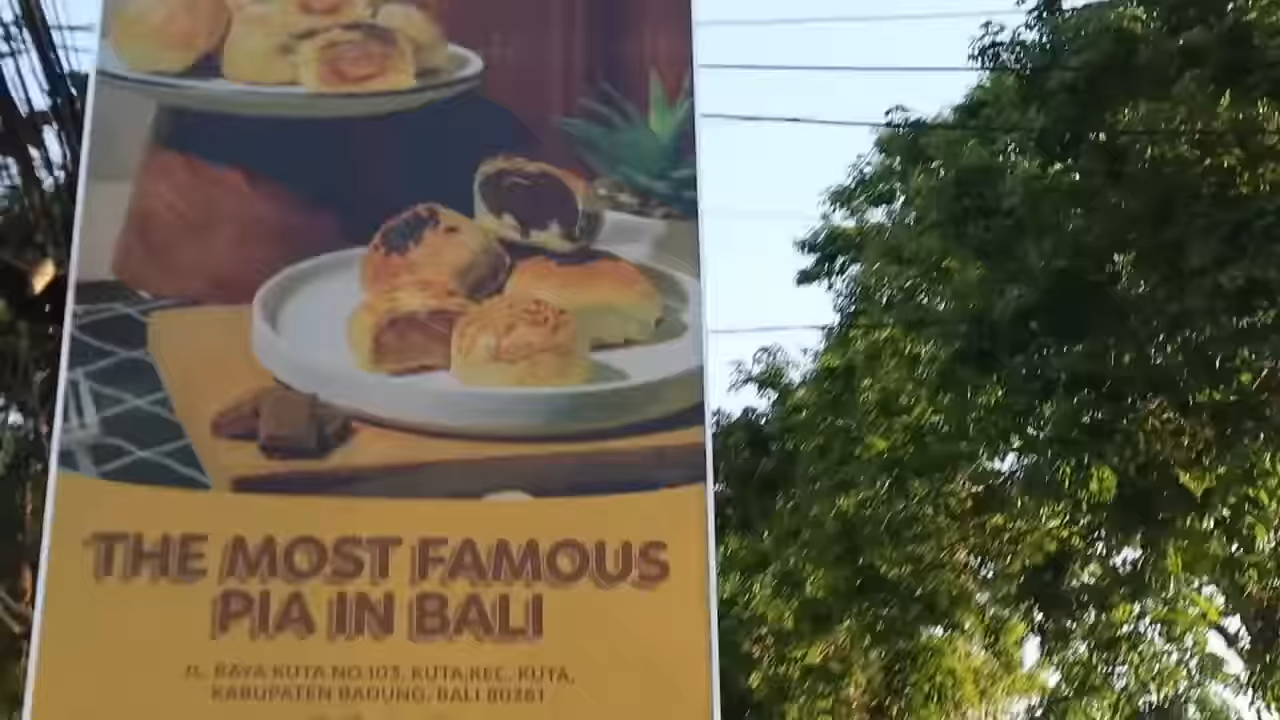 THE MOST FAMOUS
PIA IN BALI
JL. RAYA KUTA NO.103, KUTA, KEC. KUTA,
KABUPATEN BADUNG, BALI 80361